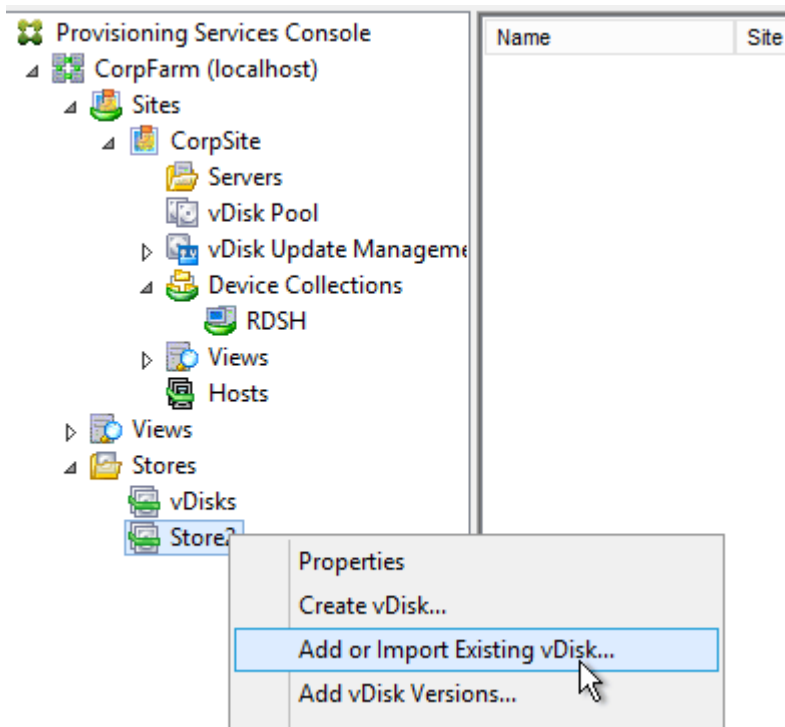 Provisioning Services Console
Name
Site
CorpFarm (localhost)
Sites
CorpSite
Servers
vDisk Pool
vDisk Update Manageme
Device Collections
RDSH
Views
Hosts
Views
Stores
vDisks
Store2
Properties
Create vDisk...
Add or Import Existing vDisk...
Add vDisk Versions...